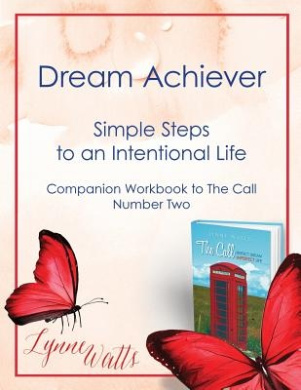 Dream Achiever
Simple Steps
to an Intentional Life
Companion Workbook to The Call
Number Two
The Call
Lynne Watts